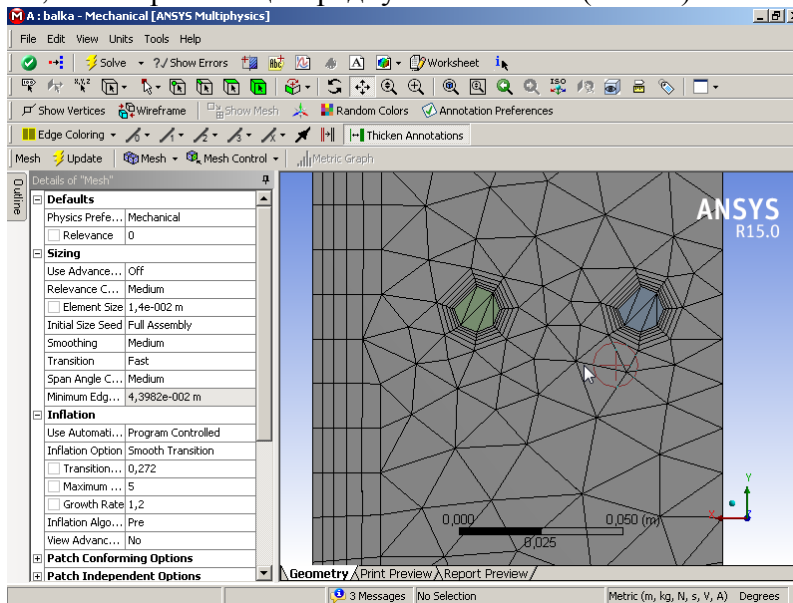 A : balka - Mechanical [ANSYS Multiphysics]
File Edit View Units Tools Help
Solve ?/ Show Errors Worksheet
Show Vertices Wireframe Show Mesh Random Colors Annotation Preferences
Edge Coloring Thicken Annotations
Mesh Update Mesh Mesh Control Metric Graph
Outline
Details of "Mesh"
Defaults
Physics Prefe... Mechanical
Relevance 0
Sizing
Use Advance... Off
Relevance C... Medium
Element Size 1,4e-002 m
Initial Size Seed Full Assembly
Smoothing Medium
Transition Fast
Span Angle C... Medium
Minimum Edg... 4,3982e-002 m
Inflation
Use Automati... Program Controlled
Inflation Option Smooth Transition
Transition... 0,272
Maximum ... 5
Growth Rate 1,2
Inflation Algo... Pre
View Advanc... No
Patch Conforming Options
Patch Independent Options
ANSYS
R15.0
Y
0,000 0,050 (m)
0,025
Geometry Print Preview Report Preview
3 Messages No Selection Metric (m, kg, N, s, V, A) Degrees